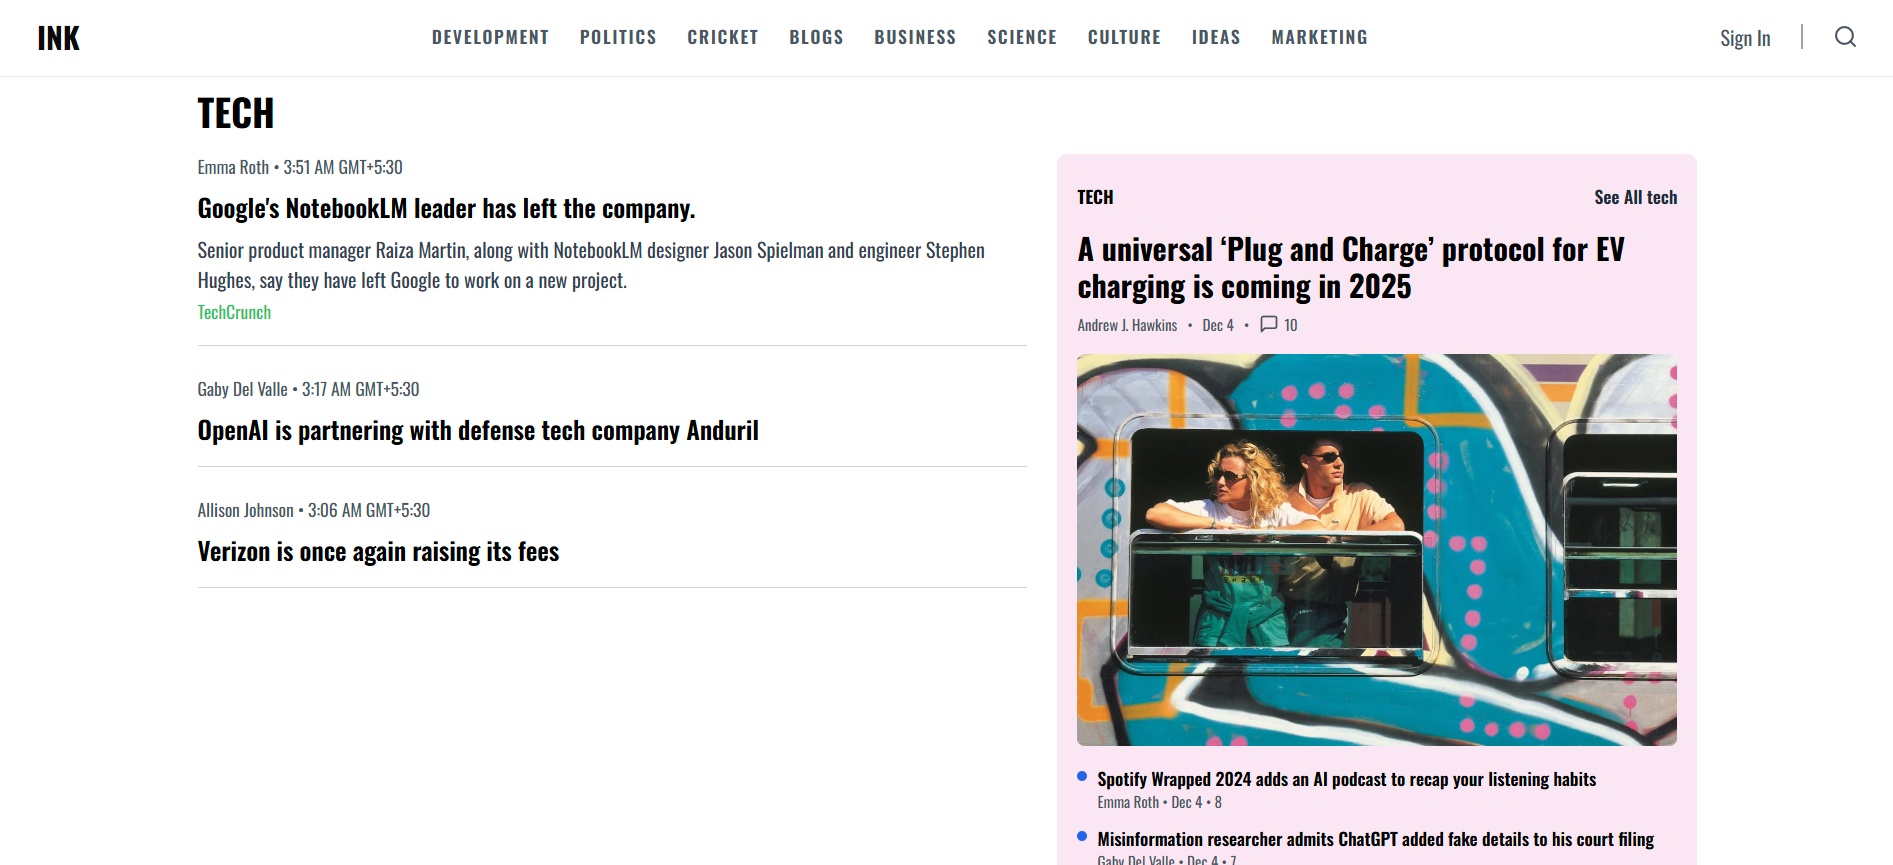 INK
DEVELOPMENT POLITICS CRICKET BLOGS BUSINESS SCIENCE CULTURE IDEAS MARKETING
Sign In
TECH
Emma Roth • 3:51 AM GMT+5:30
Google's NotebookLM leader has left the company.
Senior product manager Raiza Martin, along with NotebookLM designer Jason Spielman and engineer Stephen
Hughes, say they have left Google to work on a new project.
TechCrunch
Gaby Del Valle • 3:17 AM GMT+5:30
OpenAI is partnering with defense tech company Anduril
Allison Johnson • 3:06 AM GMT+5:30
Verizon is once again raising its fees
TECH
See All tech
A universal ‘Plug and Charge’ protocol for EV
charging is coming in 2025
Andrew J. Hawkins • Dec 4 • 10
Spotify Wrapped 2024 adds an AI podcast to recap your listening habits
Emma Roth • Dec 4 • 8
Misinformation researcher admits ChatGPT added fake details to his court filing
Gaby Del Valle • Dec 4 • 7